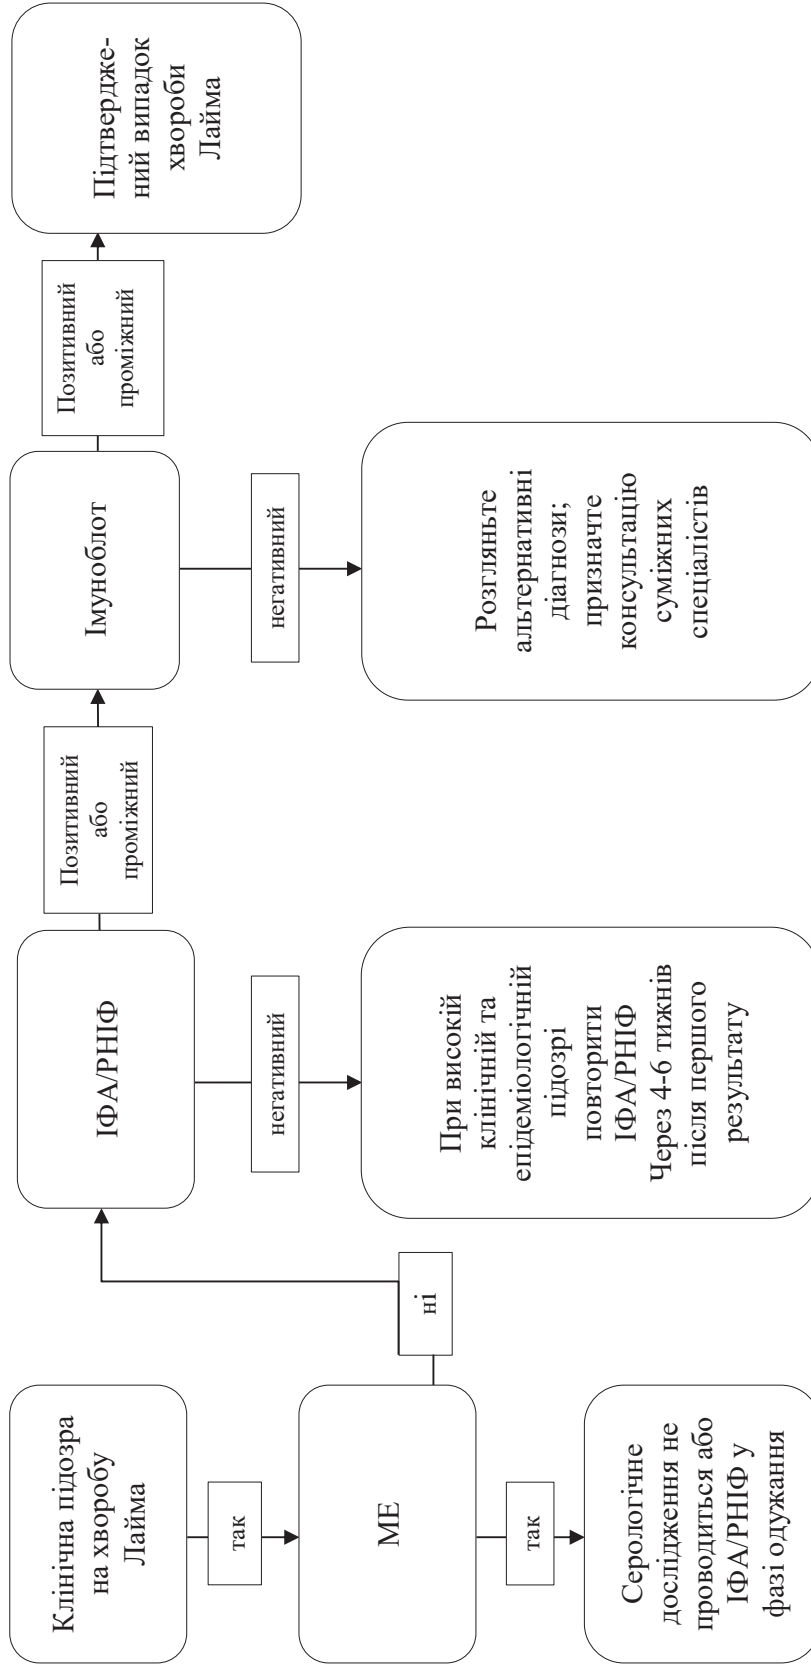 Клінічна підозра
на хворобу
Лайма
так
МЕ
так
Серологічне
дослідження не
проводиться або
ІФА/РНІФ у
фазі одужання
ні
ІФА/РНІФ
негативний
При високій
клінічній та
епідеміологічній
підозрі
повторити
ІФА/РНІФ
Через 4-6 тижнів
після першого
результату
Позитивний
або
проміжний
Імуноблот
негативний
Розгляньте
альтернативні
діагнози;
призначте
консультацію
суміжних
спеціалістів
Позитивний
або
проміжний
Підтвердже-
ний випадок
хвороби
Лайма